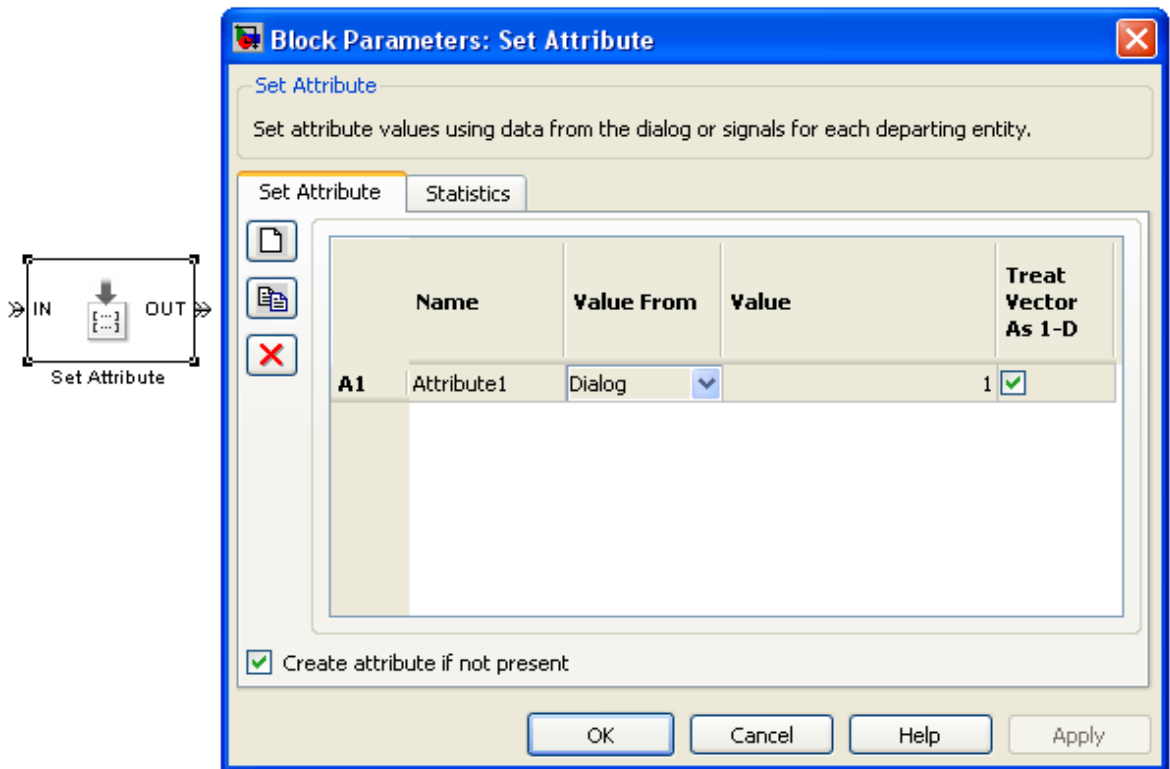 Block Parameters: Set Attribute
Set Attribute
Set attribute values using data from the dialog or signals for each departing entity.
Set Attribute Statistics
IN [...] OUT
Set Attribute
Name Value From Value Treat Vector As 1-D
A1 Attribute1 Dialog 1
Create attribute if not present
OK Cancel Help Apply